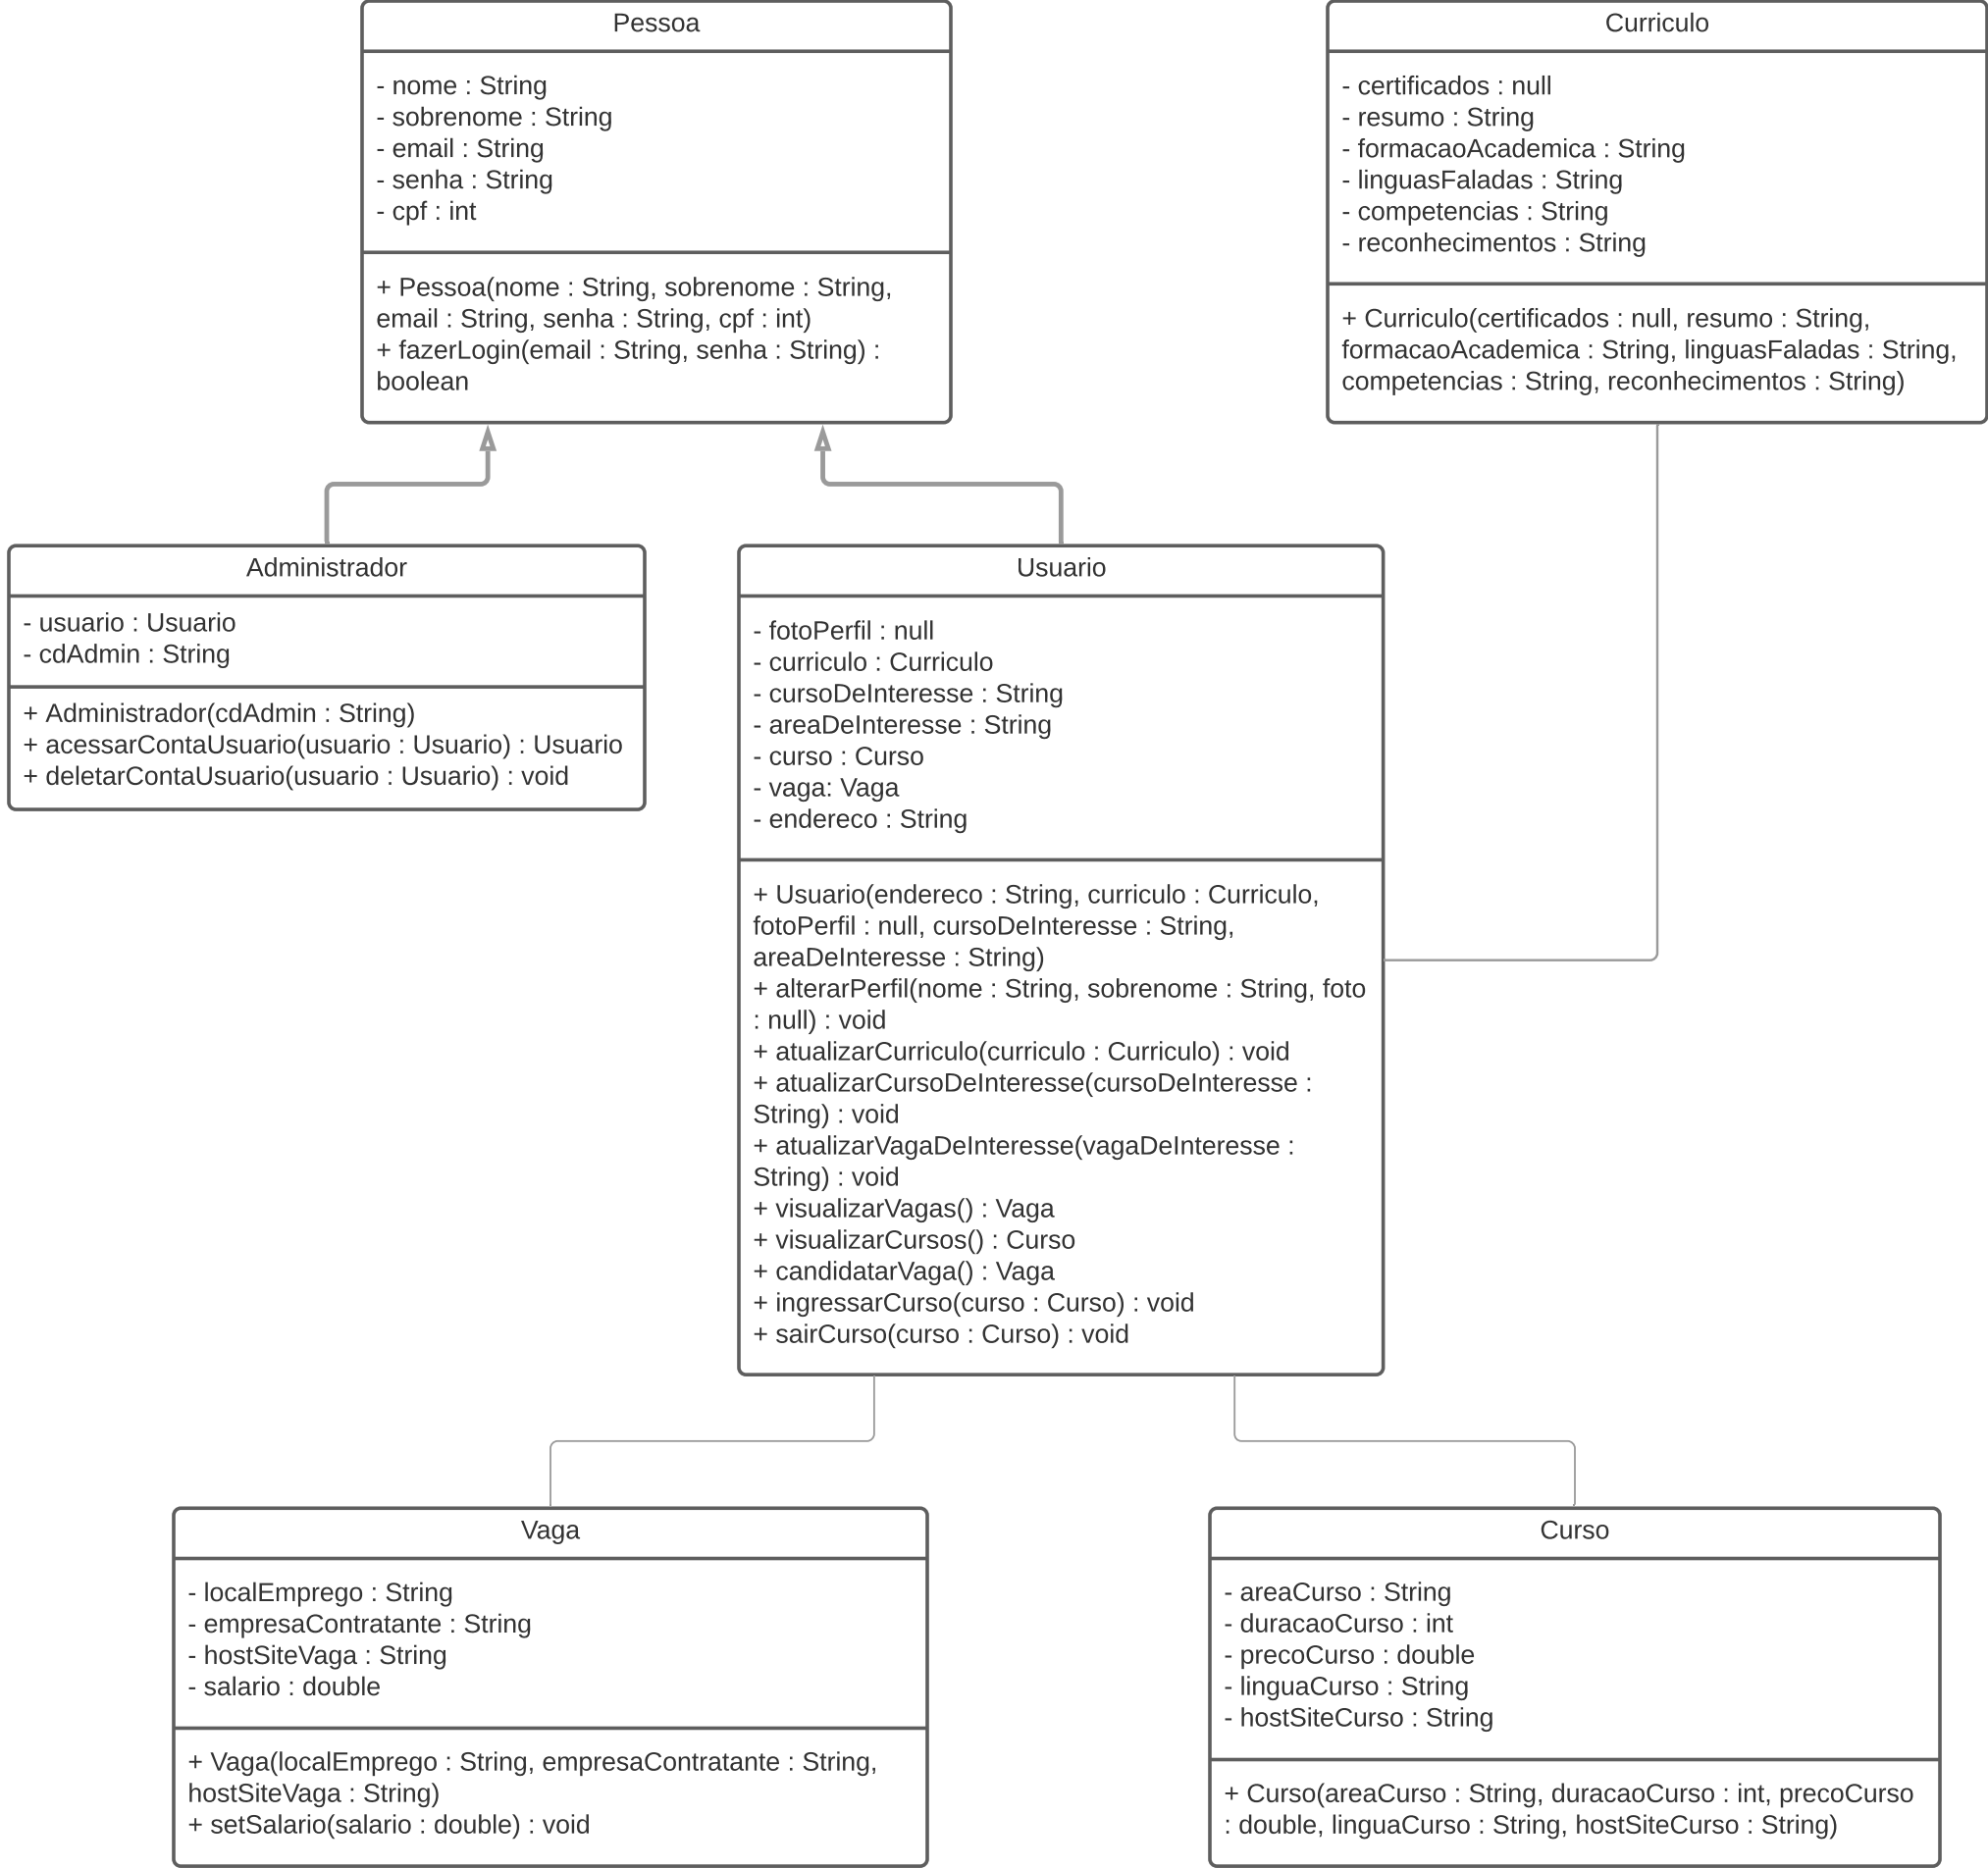 Pessoa
- nome : String
- sobrenome : String
- email : String
- senha : String
- cpf : int
+ Pessoa(nome : String, sobrenome : String,
email : String, senha : String, cpf : int)
+ fazerLogin(email : String, senha : String) :
boolean
Curriculo
- certificados : null
- resumo : String
- formacaoAcademica : String
- linguasFaladas : String
- competencias : String
- reconhecimentos : String
+ Curriculo(certificados : null, resumo : String,
formacaoAcademica : String, linguasFaladas : String,
competencias : String, reconhecimentos : String)
Administrador
- usuario : Usuario
- cdAdmin : String
+ Administrador(cdAdmin : String)
+ acessarContaUsuario(usuario : Usuario) : Usuario
+ deletarContaUsuario(usuario : Usuario) : void
Usuario
- fotoPerfil : null
- curriculo : Curriculo
- cursoDeInteresse : String
- areaDeInteresse : String
- curso : Curso
- vaga: Vaga
- endereco : String
+ Usuario(endereco : String, curriculo : Curriculo,
fotoPerfil : null, cursoDeInteresse : String,
areaDeInteresse : String)
+ alterarPerfil(nome : String, sobrenome : String, foto
: null) : void
+ atualizarCurriculo(curriculo : Curriculo) : void
+ atualizarCursoDeInteresse(cursoDeInteresse :
String) : void
+ atualizarVagaDeInteresse(vagaDeInteresse :
String) : void
+ visualizarVagas() : Vaga
+ visualizarCursos() : Curso
+ candidatarVaga() : Vaga
+ ingressarCurso(curso : Curso) : void
+ sairCurso(curso : Curso) : void
Vaga
- localEmprego : String
- empresaContratante : String
- hostSiteVaga : String
- salario : double
+ Vaga(localEmprego : String, empresaContratante : String,
hostSiteVaga : String)
+ setSalario(salario : double) : void
Curso
- areaCurso : String
- duracaoCurso : int
- precoCurso : double
- linguaCurso : String
- hostSiteCurso : String
+ Curso(areaCurso : String, duracaoCurso : int, precoCurso
: double, linguaCurso : String, hostSiteCurso : String)